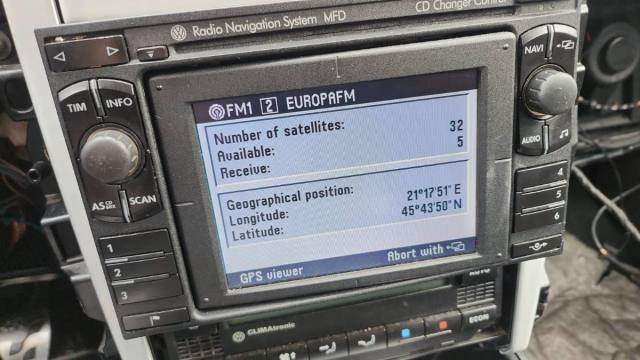 Radio Navigation System MFD
CD Changer Control
NAVI
TIM INFO
FM1 2 EUROPAFM
Number of satellites: 32
Available: 5
Receive:
Geographical position:
Longitude: 21°17'51" E
Latitude: 45°43'50" N
GPS viewer
Abort with
AUDIO
AS CD SCAN
1
2
3
4
5
6
CLIMAtronic
AUTO
ECON